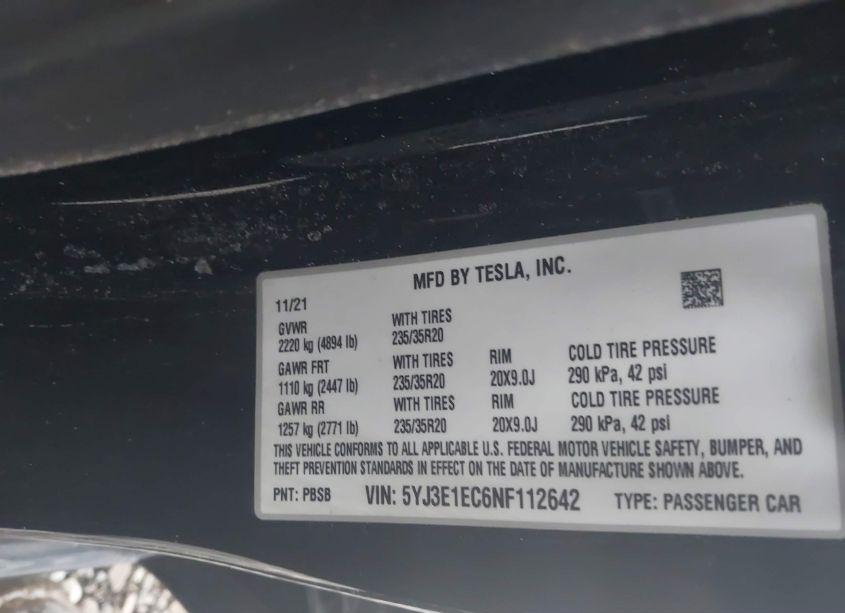 MFD BY TESLA, INC.
11/21
GVWR WITH TIRES
2220 kg (4894 lb) 235/35R20
GAWR FRT WITH TIRES RIM COLD TIRE PRESSURE
1110 kg (2447 lb) 235/35R20 20X9.0J 290 kPa, 42 psi
GAWR RR WITH TIRES RIM COLD TIRE PRESSURE
1257 kg (2771 lb) 235/35R20 20X9.0J 290 kPa, 42 psi
THIS VEHICLE CONFORMS TO ALL APPLICABLE U.S. FEDERAL MOTOR VEHICLE SAFETY, BUMPER, AND
THEFT PREVENTION STANDARDS IN EFFECT ON THE DATE OF MANUFACTURE SHOWN ABOVE.
PNT: PBSB VIN: 5YJ3E1EC6NF112642 TYPE: PASSENGER CAR